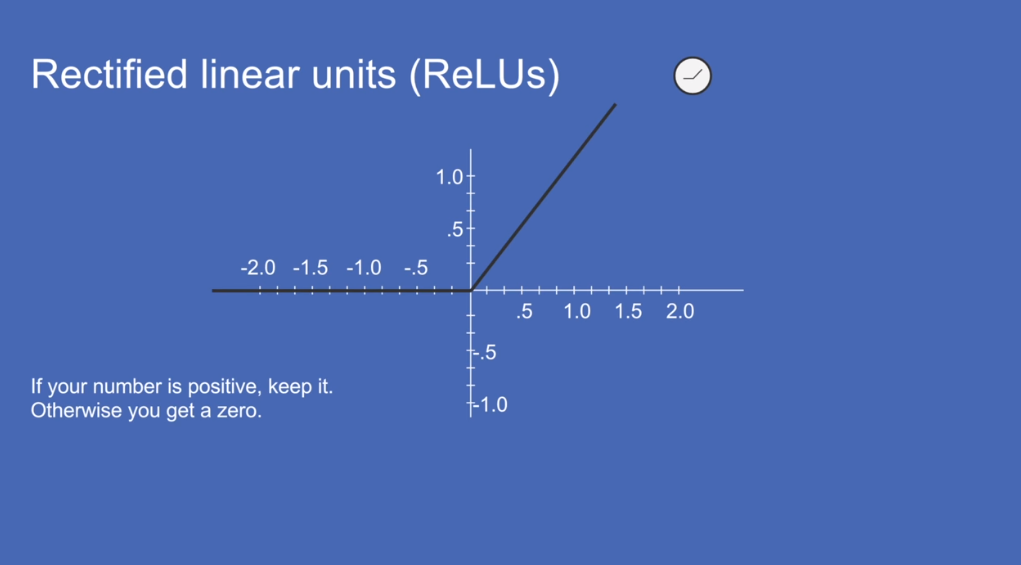 Rectified linear units (ReLUs)
1.0
.5
-2.0 -1.5 -1.0 -.5
.5 1.0 1.5 2.0
-.5
If your number is positive, keep it.
Otherwise you get a zero.
-1.0